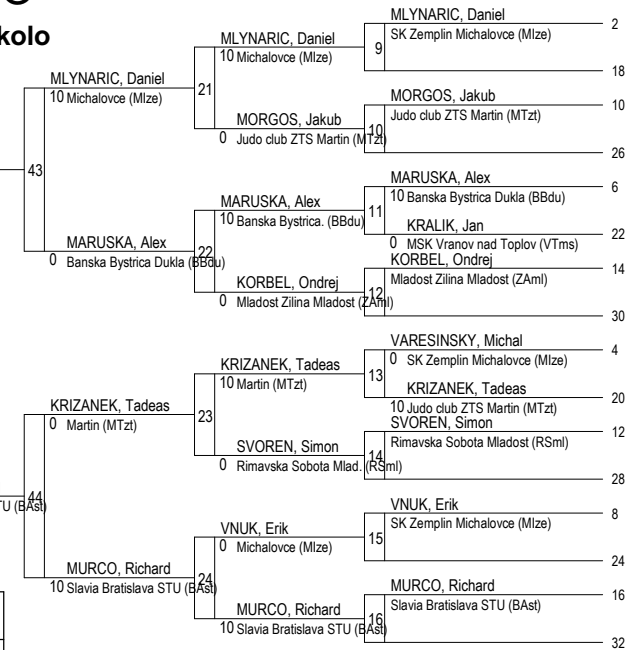 kolo
MLYNARIC, Daniel
SK Zemplin Michalovce (MIze)
2
9
18
MLYNARIC, Daniel
10 Michalovce (MIze)
21
MORGOS, Jakub
0 Judo club ZTS Martin (MTzt)
MORGOS, Jakub
Judo club ZTS Martin (MTzt)
10
10
26
MLYNARIC, Daniel
10 Michalovce (MIze)
43
MARUSKA, Alex
0 Banska Bystrica Dukla (BBdu)
MARUSKA, Alex
10 Banska Bystrica Dukla (BBdu)
6
11
KRALIK, Jan
0 MSK Vranov nad Toplov (VTms)
22
MARUSKA, Alex
10 Banska Bystrica. (BBdu)
22
KORBEL, Ondrej
0 Mladost Zilina Mladost (ZAml)
KORBEL, Ondrej
Mladost Zilina Mladost (ZAml)
14
12
30
VARESINSKY, Michal
0 SK Zemplin Michalovce (MIze)
4
13
KRIZANEK, Tadeas
10 Judo club ZTS Martin (MTzt)
20
KRIZANEK, Tadeas
10 Martin (MTzt)
23
SVOREN, Simon
0 Rimavska Sobota Mlad. (RSml)
SVOREN, Simon
Rimavska Sobota Mladost (RSml)
12
14
28
KRIZANEK, Tadeas
0 Martin (MTzt)
44
TU (BAst)
MURCO, Richard
10 Slavia Bratislava STU (BAst)
VNUK, Erik
SK Zemplin Michalovce (MIze)
8
15
24
VNUK, Erik
0 Michalovce (MIze)
24
MURCO, Richard
10 Slavia Bratislava STU (BAst)
MURCO, Richard
Slavia Bratislava STU (BAst)
16
16
32